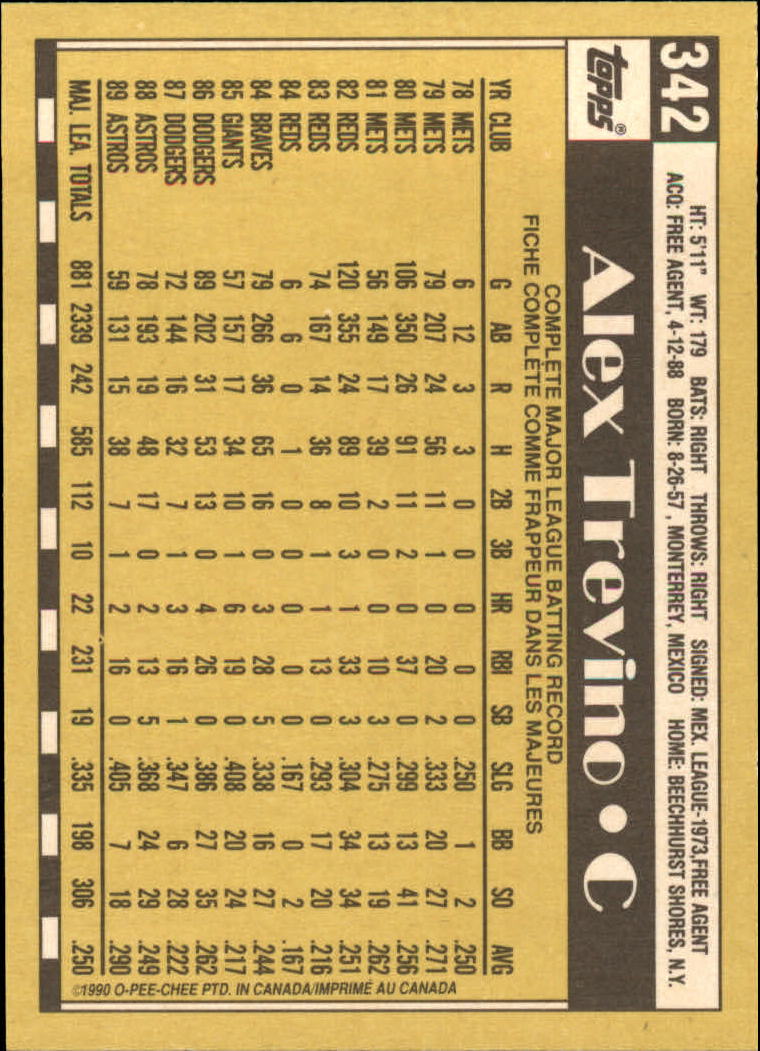 342
topps®
HT: 5'11" WT: 179 BATS: RIGHT THROWS: RIGHT SIGNED: MEX. LEAGUE-1973, FREE AGENT
ACQ: FREE AGENT, 4-12-88 BORN: 8-26-57 , MONTERREY, MEXICO HOME: BEECHHURST SHORES, N.Y.
Alex Trevino • C
COMPLETE MAJOR LEAGUE BATTING RECORD
FICHE COMPLÈTE COMME FRAPPEUR DANS LES MAJEURES
YR CLUB G AB R H 2B 3B HR RBI SB SLG BB SO AVG
78 METS 6 12 3 3 0 0 0 0 0 .250 1 2 .250
79 METS 79 207 24 56 11 1 0 20 2 .333 20 27 .271
80 METS 106 350 26 91 11 2 0 37 0 .299 13 41 .256
81 METS 56 149 17 39 2 0 0 10 3 .275 13 19 .262
82 REDS 120 355 24 89 10 3 1 33 3 .304 34 34 .251
83 REDS 74 167 14 36 8 1 1 13 0 .293 17 20 .216
84 REDS 6 6 0 1 0 0 0 0 0 .167 0 2 .167
84 BRAVES 79 266 36 65 16 0 3 28 5 .338 16 27 .244
85 GIANTS 57 157 17 34 10 1 6 19 0 .408 20 24 .217
86 DODGERS 89 202 31 53 13 0 4 26 0 .386 27 35 .262
87 DODGERS 72 144 16 32 7 1 3 16 1 .347 6 28 .222
88 ASTROS 78 193 19 48 17 0 2 13 5 .368 24 29 .249
89 ASTROS 59 131 15 38 7 1 2 16 0 .405 7 18 .290
MAJ. LEA. TOTALS 881 2339 242 585 112 10 22 231 19 .335 198 306 .250
©1990 O-PEE-CHEE PTD. IN CANADA/IMPRIMÉ AU CANADA